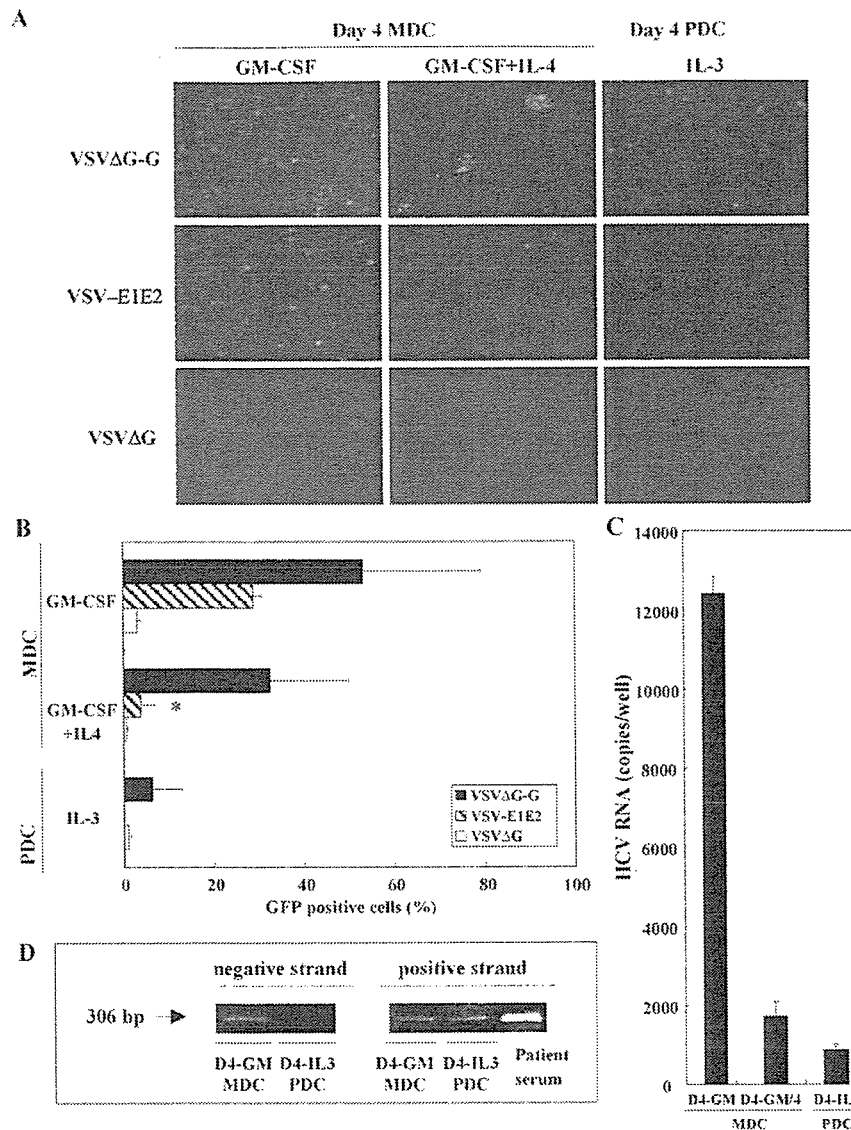 A
Day 4 MDC Day 4 PDC
GM-CSF GM-CSF+IL-4 IL-3
VSVΔG-G
VSV-E1E2
VSVΔG
B
MDC
GM-CSF
GM-CSF
+IL4
PDC
IL-3
VSVΔG-G
VSV-E1E2
VSVΔG
*
0 20 40 60 80 100
GFP positive cells (%)
C
HCV RNA (copies/well)
14000
12000
10000
8000
6000
4000
2000
0
D4-GM D4-GM/4 D4-IL
MDC PDC
D
negative strand positive strand
306 bp
D4-GM D4-IL3 D4-GM D4-IL3 Patient
MDC PDC MDC PDC serum